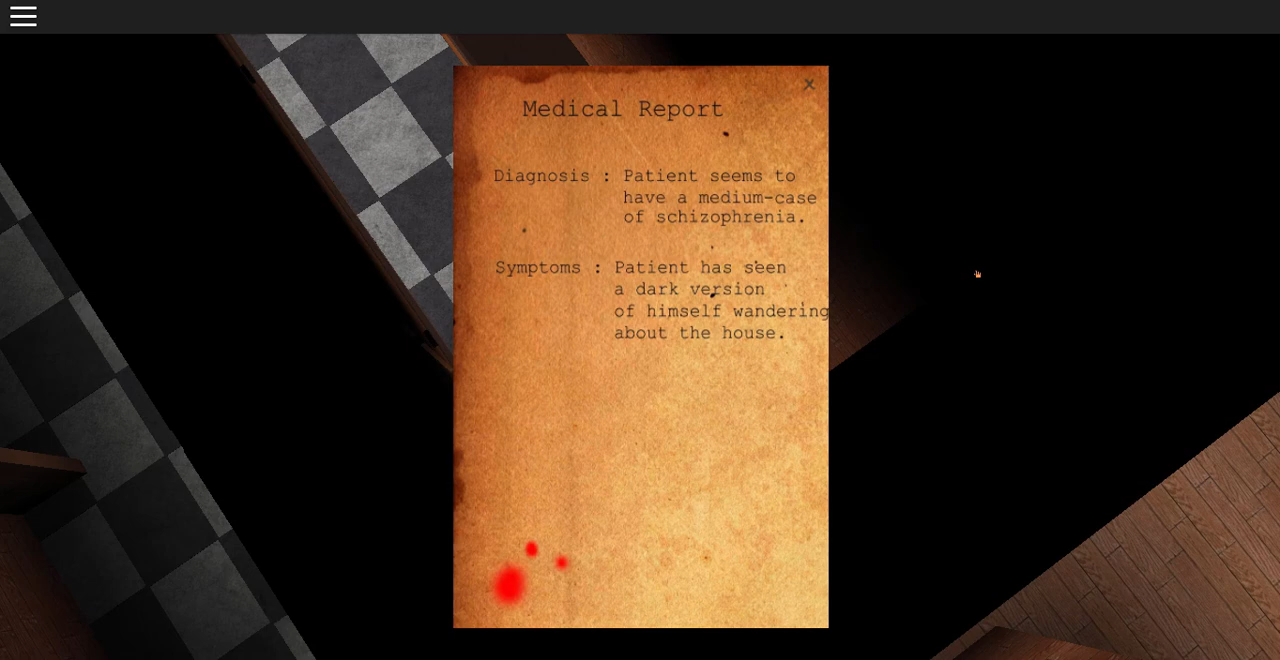 Medical Report
Diagnosis : Patient seems to
have a medium-case
of schizophrenia.
Symptoms : Patient has seen
a dark version
of himself wandering
about the house.